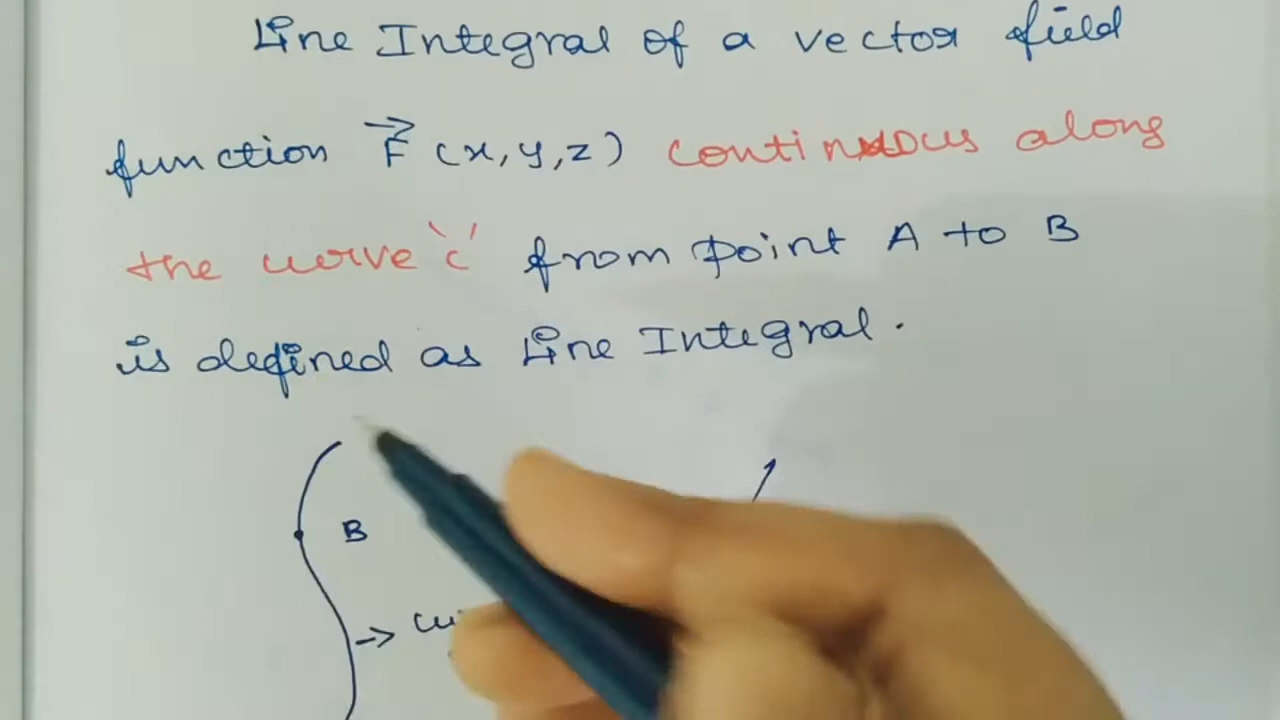 Line Integral of a vector field
function F⃗ (x,y,z) continuous along
the curve 'c' from point A to B
is defined as Line Integral.
B
→